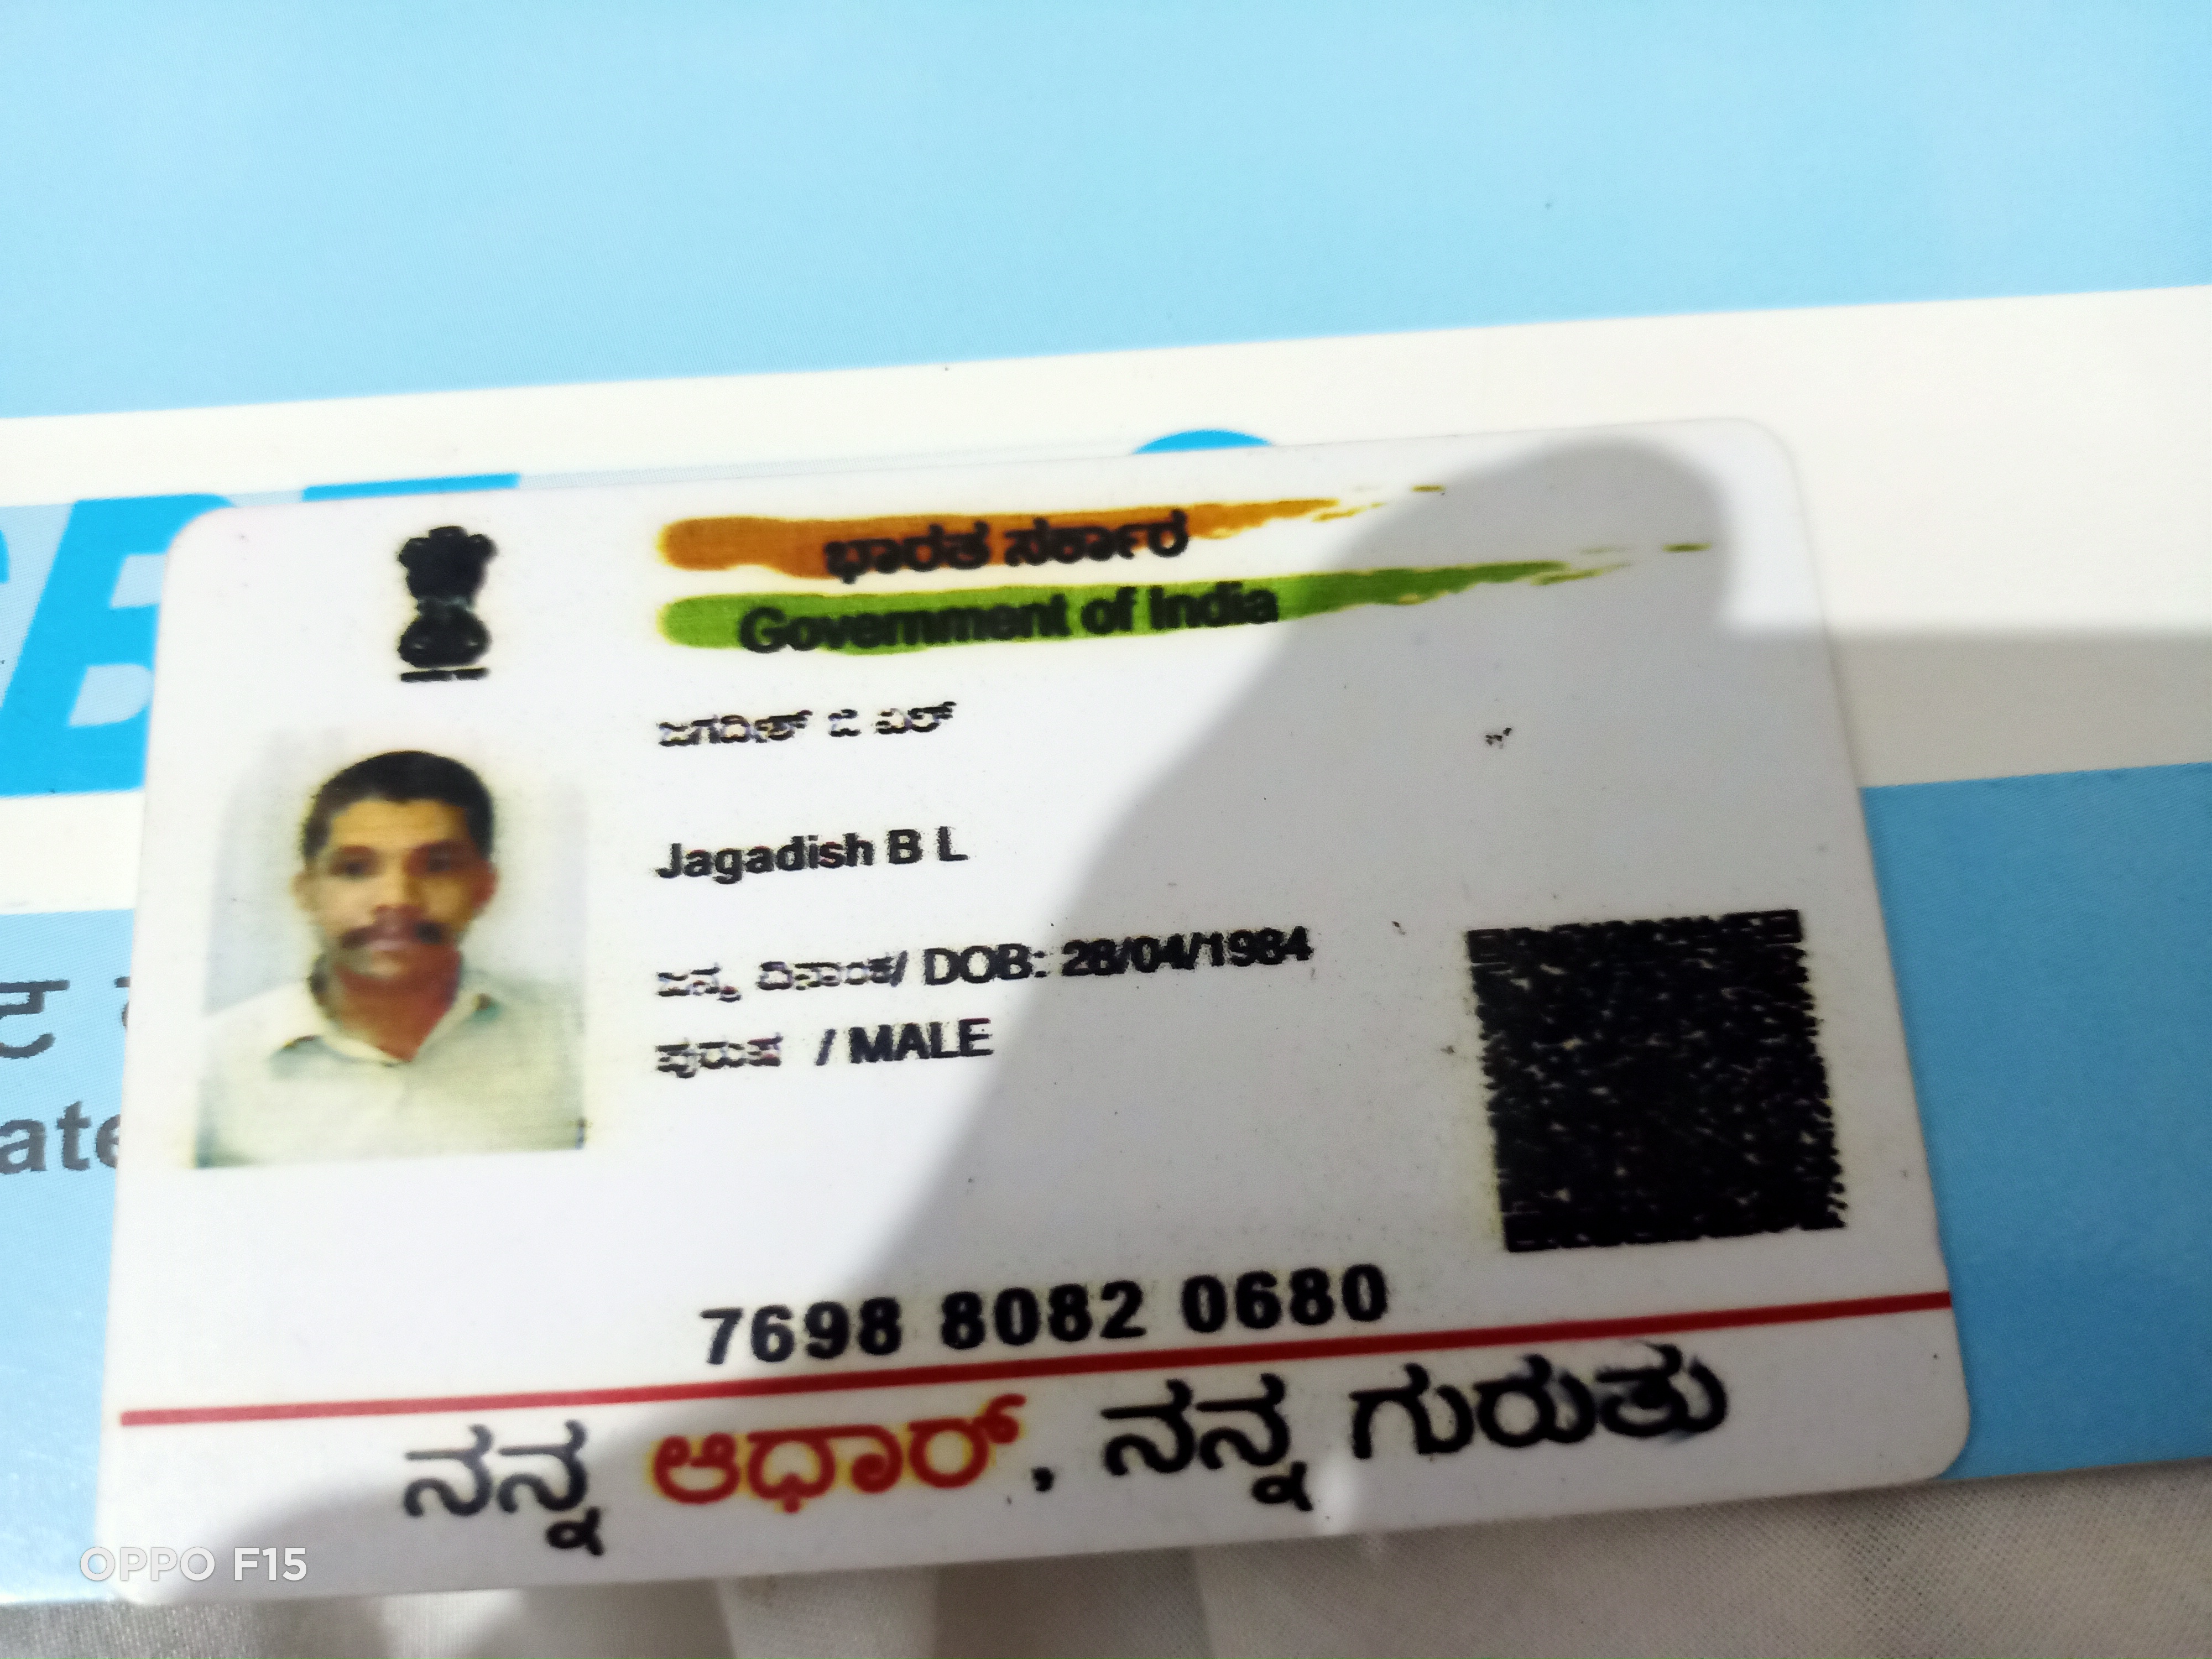 ಭಾರತ ಸರ್ಕಾರ
Government of India
ಜಗದೀಶ್ ಬಿ ಎಲ್
Jagadish B L
ಜನ್ಮ ದಿನಾಂಕ/ DOB: 28/04/1984
ಪುರುಷ / MALE
7698 8082 0680
ನನ್ನ ಆಧಾರ್, ನನ್ನ ಗುರುತು
OPPO F15